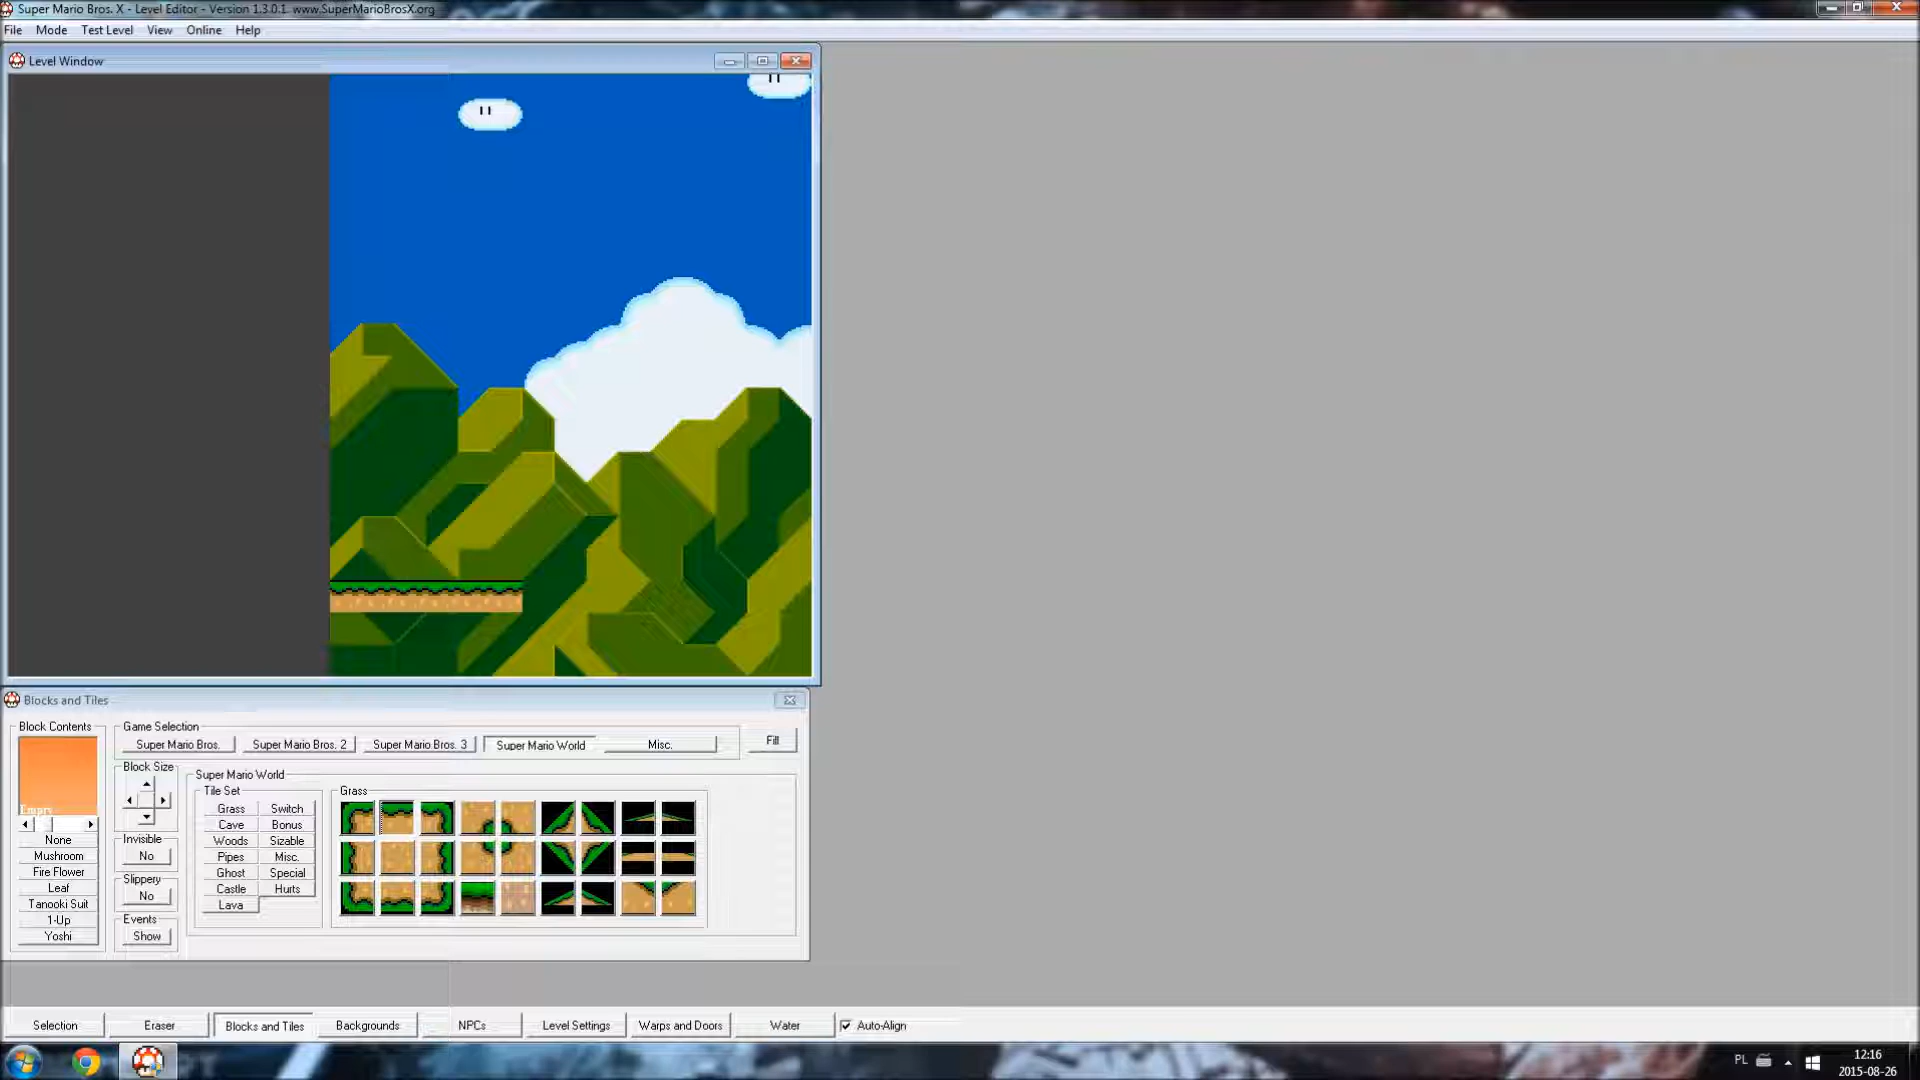 Super Mario Bros. X - Level Editor - Version 1.3.0.1 www.SuperMarioBrosX.org
File Mode Test Level View Online Help
Level Window
Blocks and Tiles
Block Contents
Empty
None
Mushroom
Fire Flower
Leaf
Tanooki Suit
1-Up
Yoshi
Game Selection
Super Mario Bros. Super Mario Bros. 2 Super Mario Bros. 3 Super Mario World Misc. Fill
Block Size
Invisible
No
Slippery
No
Events
Show
Super Mario World
Tile Set
Grass Switch
Cave Bonus
Woods Sizable
Pipes Misc.
Ghost Special
Castle Hurts
Lava
Grass
Selection Eraser Blocks and Tiles Backgrounds NPCs Level Settings Warps and Doors Water Auto-Align
PL
12:16
2015-08-26